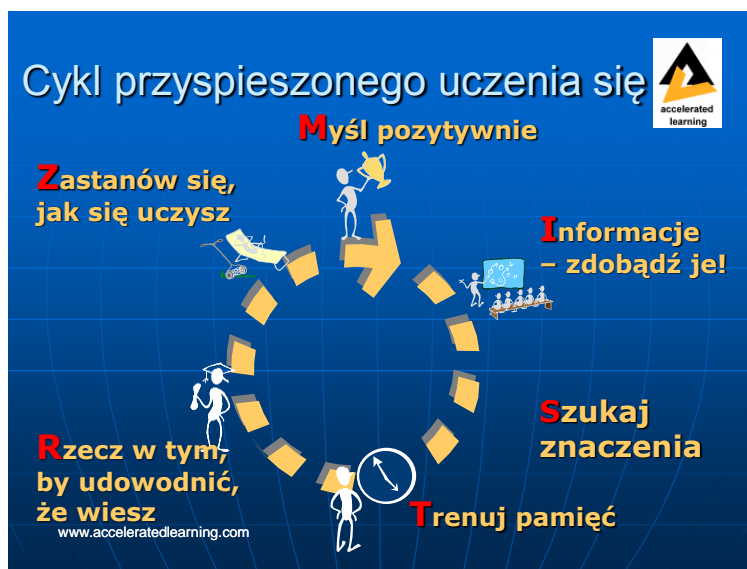 Cykl przyspieszonego uczenia się
accelerated
learning
Myśl pozytywnie
Informacje
– zdobądź je!
Szukaj
znaczenia
Trenuj pamięć
Rzecz w tym,
by udowodnić,
że wiesz
Zastanów się,
jak się uczysz
www.acceleratedlearning.com